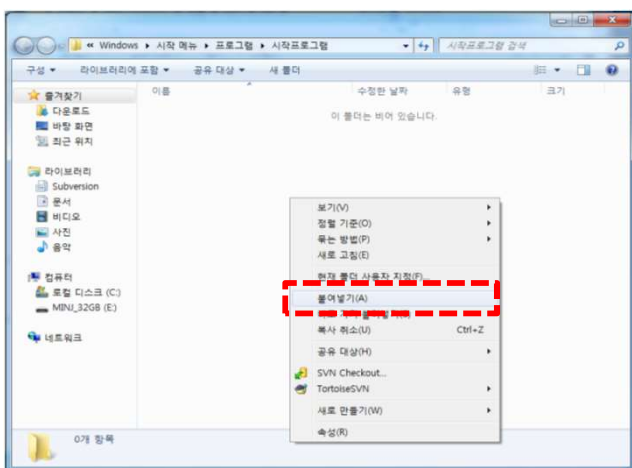 « Windows ▸ 시작 메뉴 ▸ 프로그램 ▸ 시작프로그램
시작프로그램 검색
구성 라이브러리에 포함 공유 대상 새 폴더
즐겨찾기
다운로드
바탕 화면
최근 위치
라이브러리
Subversion
문서
비디오
사진
음악
컴퓨터
로컬 디스크 (C:)
MINJ_32GB (E:)
네트워크
이름 수정한 날짜 유형 크기
이 폴더는 비어 있습니다.
보기(V)
정렬 기준(O)
묶는 방법(P)
새로 고침(E)
현재 폴더 사용자 지정(F)...
붙여넣기(A)
복사 취소(U) Ctrl+Z
공유 대상(H)
SVN Checkout...
TortoiseSVN
새로 만들기(W)
속성(R)
0개 항목